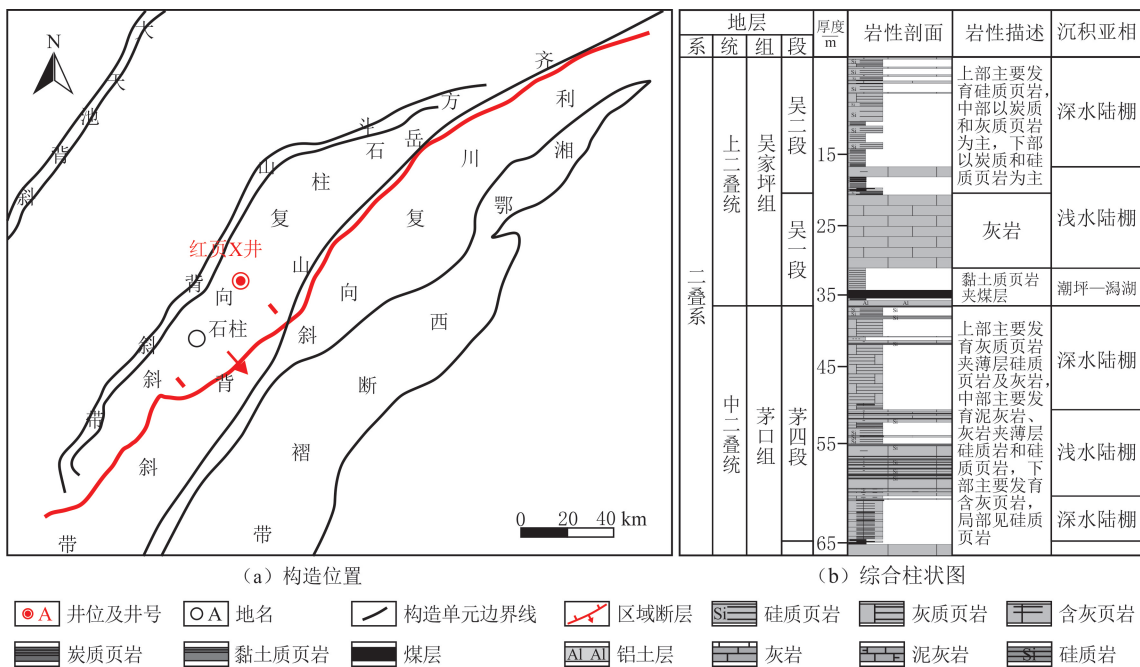 N
大
天
池
背
斜
齐
利
方
斗
岳
石
川
湘
山
柱
鄂
复
复
红页X井
山
背
向
向
西
石柱
斜
斜
斜
背
断
带
褶
斜
带
带
0 20 40 km
(a) 构造位置
地层
厚度
/m
岩性剖面
岩性描述
沉积亚相
系
统
组
段
二叠系
上二叠统
吴家坪组
吴二段
吴一段
中二叠统
茅口组
茅四段
15
25
35
45
55
65
Si
Al
上部主要发
育硅质页岩,
中部以炭质
和灰质页岩
为主，下部
以炭质和硅
质页岩为主
灰岩
黏土质页岩
夹煤层
上部主要发
育灰质页岩
夹薄层硅质
页岩及灰岩,
中部主要发
育泥灰岩、
灰岩夹薄层
硅质岩和硅
质页岩，下
部主要发育
含灰页岩,
局部见硅质
页岩
深水陆棚
浅水陆棚
潮坪—潟湖
深水陆棚
浅水陆棚
深水陆棚
(b) 综合柱状图
A 井位及井号
A 地名
构造单元边界线
区域断层
Si 硅质页岩
灰质页岩
含灰页岩
炭质页岩
黏土质页岩
煤层
Al Al 铝土层
灰岩
泥灰岩
Si 硅质岩